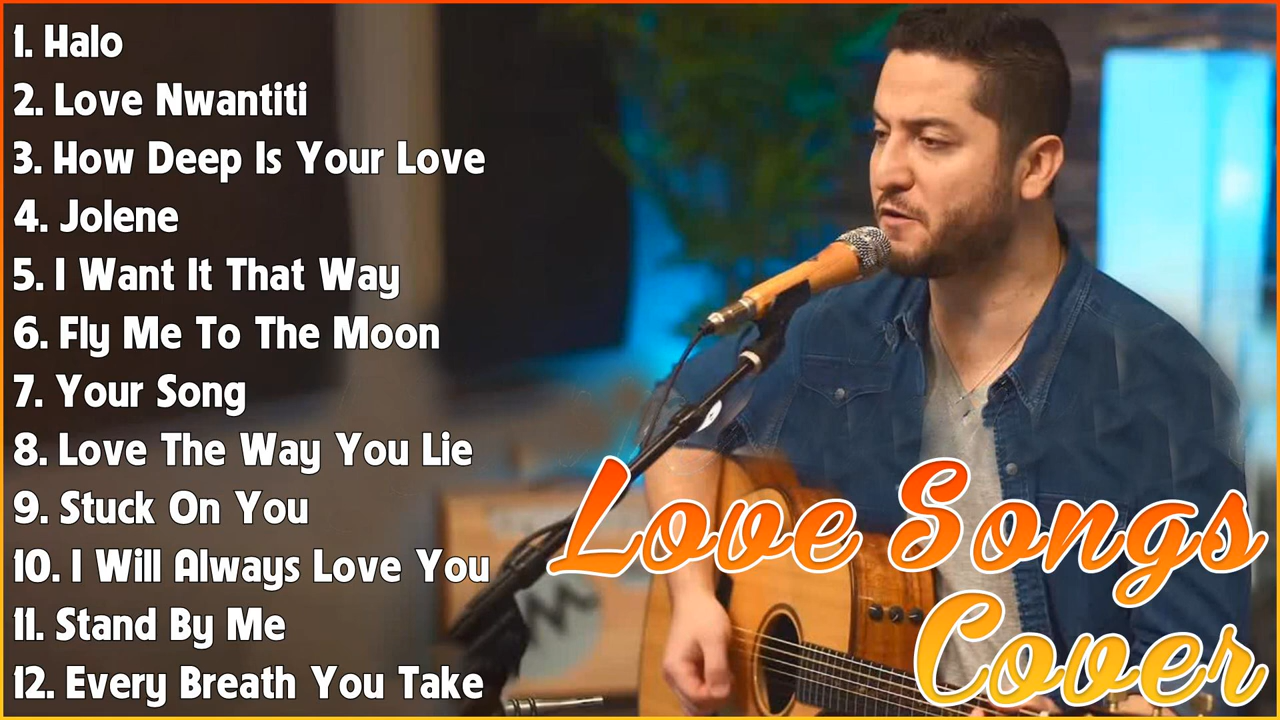 1. Halo
2. Love Nwantiti
3. How Deep Is Your Love
4. Jolene
5. I Want It That Way
6. Fly Me To The Moon
7. Your Song
8. Love The Way You Lie
9. Stuck On You
10. I Will Always Love You
11. Stand By Me
12. Every Breath You Take
Love Songs
Cover